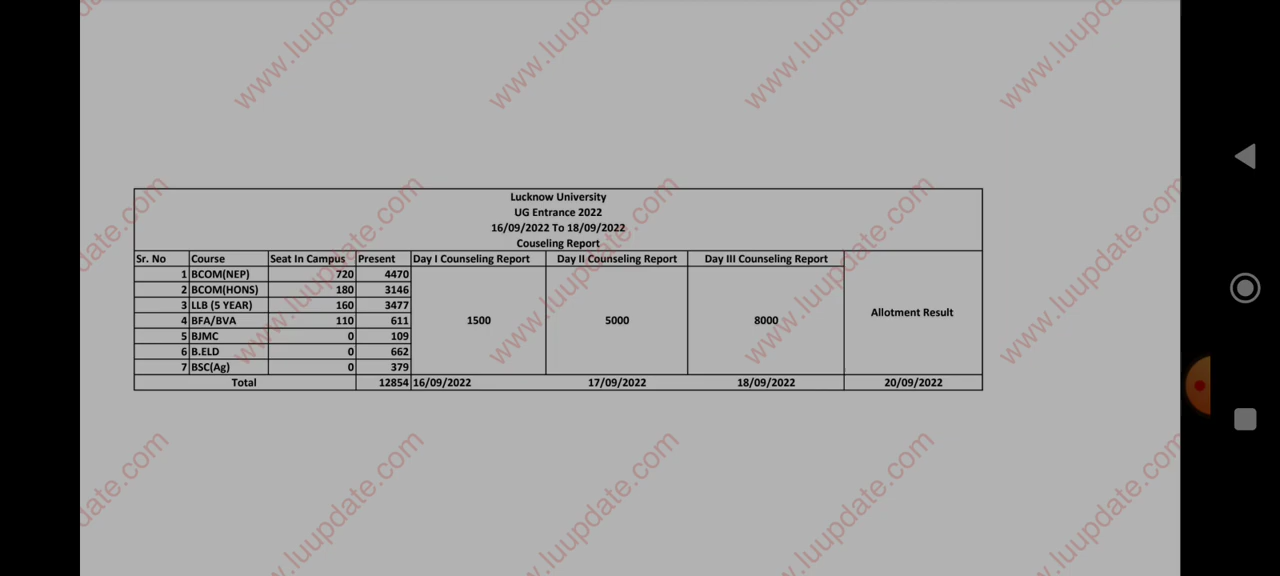 www.luupdate.com
Lucknow University
UG Entrance 2022
16/09/2022 To 18/09/2022
Couseling Report
Sr. No Course Seat In Campus Present Day I Counseling Report Day II Counseling Report Day III Counseling Report
1 BCOM(NEP) 720 4470
2 BCOM(HONS) 180 3146
3 LLB (5 YEAR) 160 3477
Allotment Result
4 BFA/BVA 110 611 1500 5000 8000
5 BJMC 0 109
6 B.ELD 0 662
7 BSC(Ag) 0 379
Total 12854 16/09/2022 17/09/2022 18/09/2022 20/09/2022